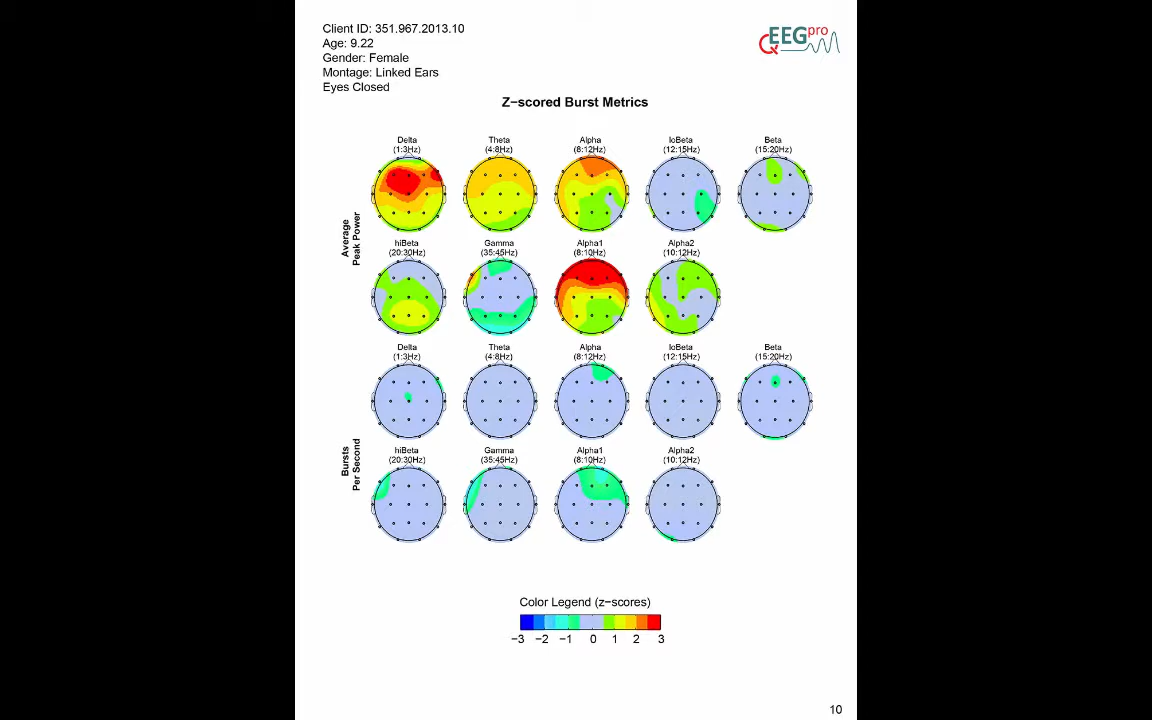 Client ID: 351.967.2013.10
Age: 9.22
Gender: Female
Montage: Linked Ears
Eyes Closed
QEEGpro
Z−scored Burst Metrics
Delta Theta Alpha loBeta Beta
(1:3Hz) (4:8Hz) (8:12Hz) (12:15Hz) (15:20Hz)
Average
Peak Power
hiBeta Gamma Alpha1 Alpha2
(20:30Hz) (35:45Hz) (8:10Hz) (10:12Hz)
Delta Theta Alpha loBeta Beta
(1:3Hz) (4:8Hz) (8:12Hz) (12:15Hz) (15:20Hz)
Bursts
Per Second
hiBeta Gamma Alpha1 Alpha2
(20:30Hz) (35:45Hz) (8:10Hz) (10:12Hz)
Color Legend (z−scores)
−3 −2 −1 0 1 2 3
10